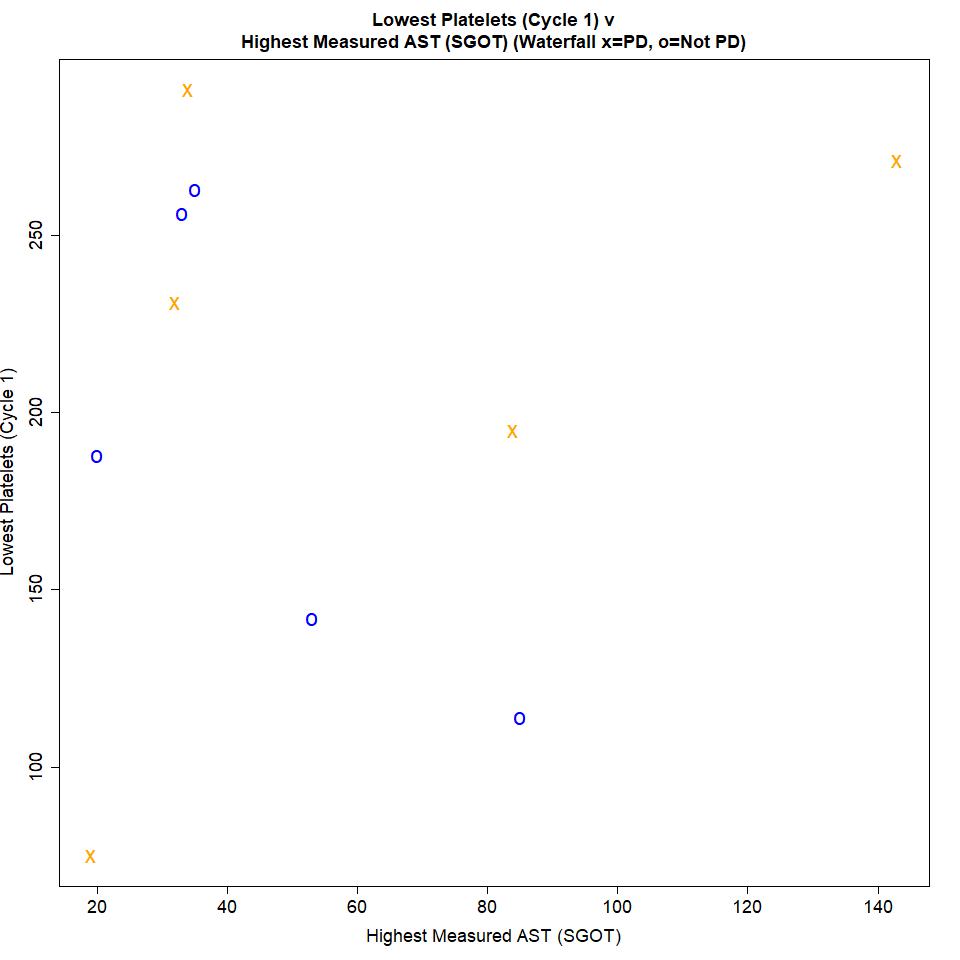 Lowest Platelets (Cycle 1) v
Highest Measured AST (SGOT) (Waterfall x=PD, o=Not PD)
Lowest Platelets (Cycle 1)
250
200
150
100
X
X
O
O
X
X
O
O
O
X
20 40 60 80 100 120 140
Highest Measured AST (SGOT)